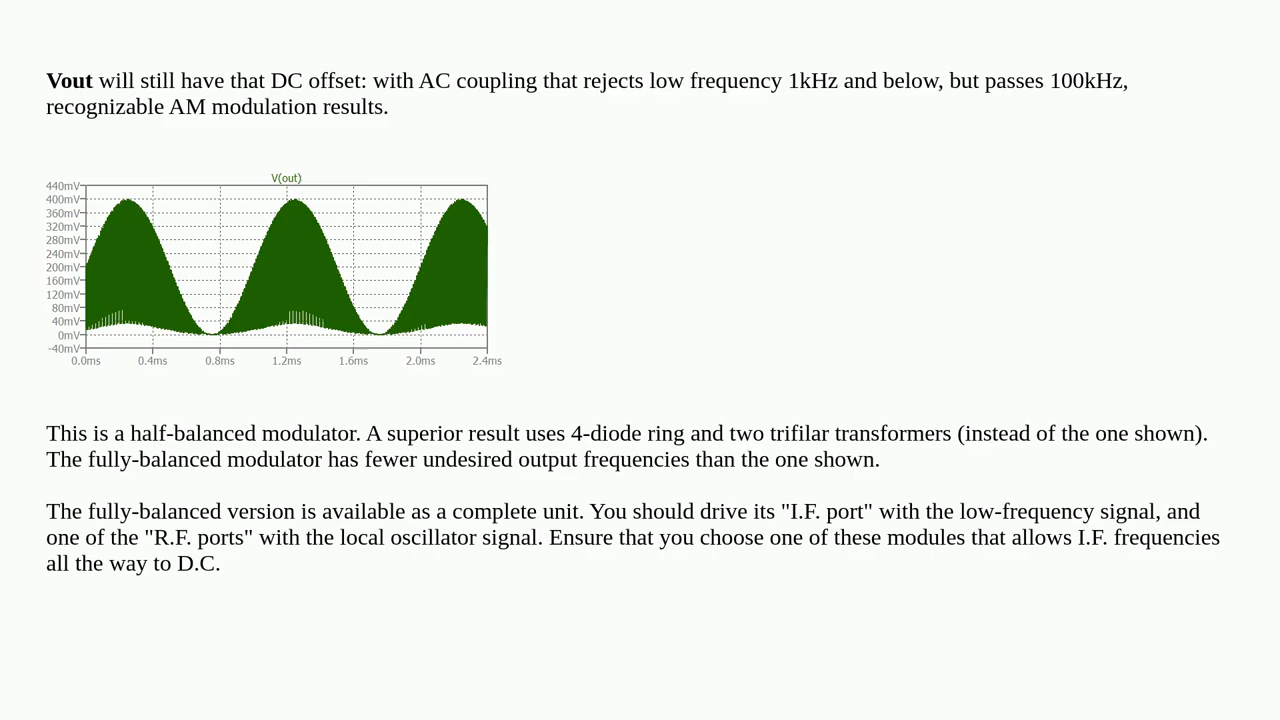 Vout will still have that DC offset: with AC coupling that rejects low frequency 1kHz and below, but passes 100kHz,
recognizable AM modulation results.
V(out)
440mV
400mV
360mV
320mV
280mV
240mV
200mV
160mV
120mV
80mV
40mV
0mV
-40mV
0.0ms 0.4ms 0.8ms 1.2ms 1.6ms 2.0ms 2.4ms
This is a half-balanced modulator. A superior result uses 4-diode ring and two trifilar transformers (instead of the one shown).
The fully-balanced modulator has fewer undesired output frequencies than the one shown.
The fully-balanced version is available as a complete unit. You should drive its "I.F. port" with the low-frequency signal, and
one of the "R.F. ports" with the local oscillator signal. Ensure that you choose one of these modules that allows I.F. frequencies
all the way to D.C.